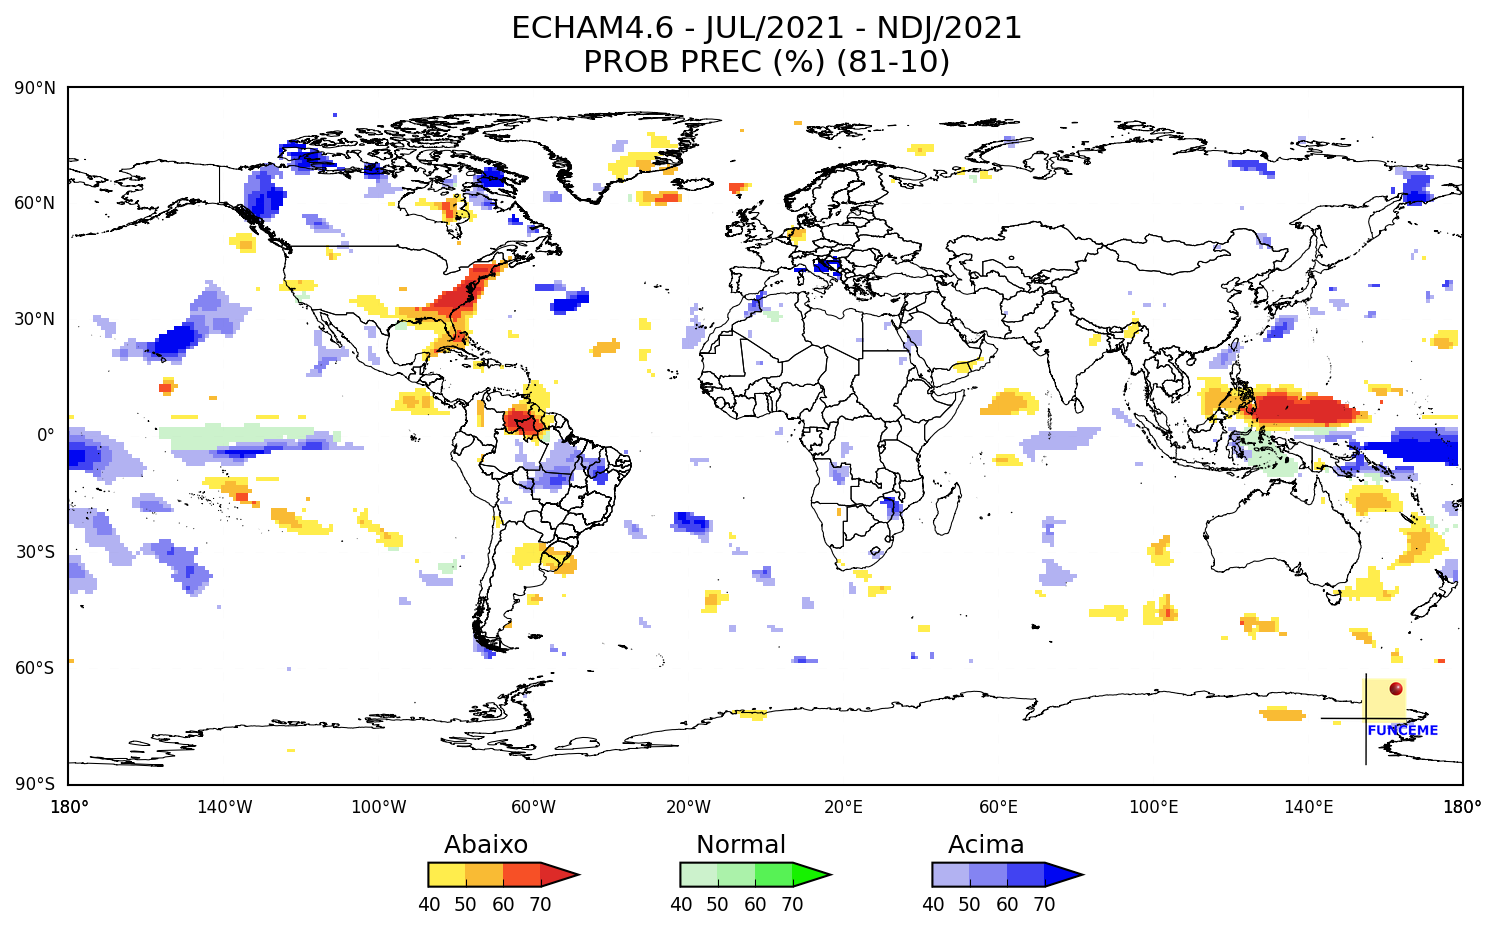 ECHAM4.6 - JUL/2021 - NDJ/2021
PROB PREC (%) (81-10)
90°N
60°N
30°N
0°
30°S
60°S
90°S
180° 140°W 100°W 60°W 20°W 20°E 60°E 100°E 140°E 180°
FUNCEME
Abaixo Normal Acima
40 50 60 70 40 50 60 70 40 50 60 70